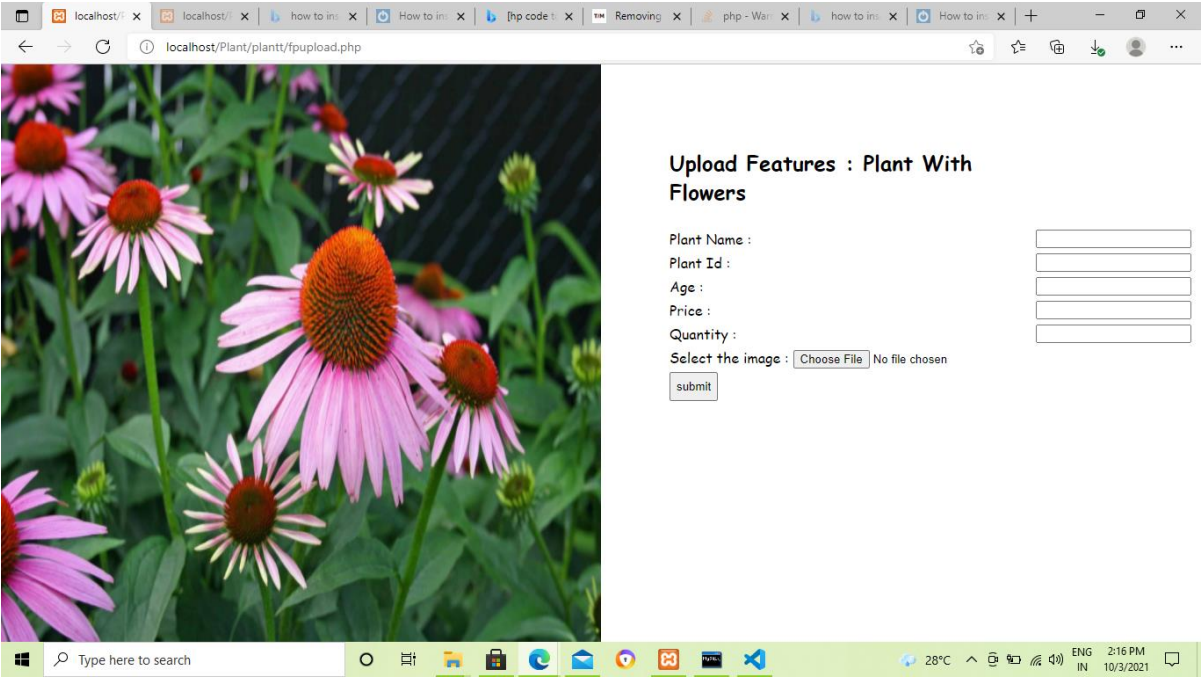 localhost/F
localhost/F
how to ins
How to ins
[hp code t
TIM
Removing
php - Warn
how to ins
How to ins
localhost/Plant/plantt/fpupload.php
Upload Features : Plant With
Flowers
Plant Name :
Plant Id :
Age :
Price :
Quantity :
Select the image : Choose File No file chosen
submit
Type here to search
28°C
ENG
IN
2:16 PM
10/3/2021